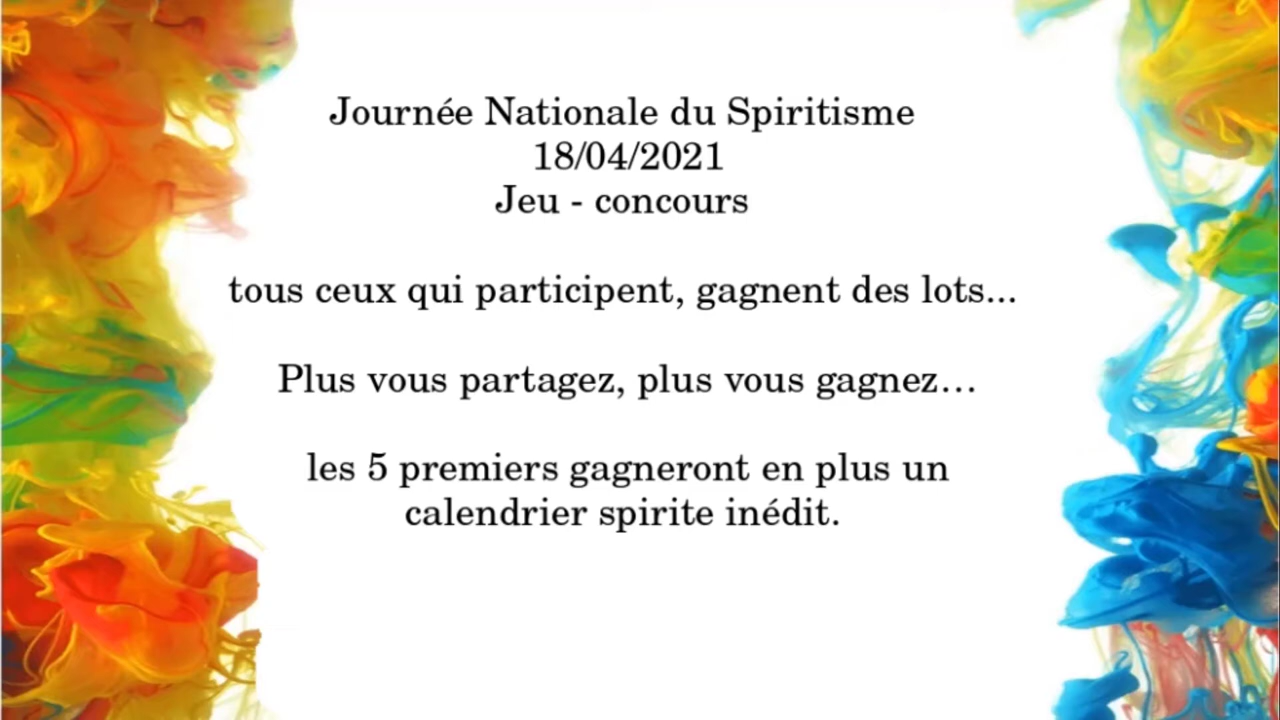 Journée Nationale du Spiritisme
18/04/2021
Jeu - concours
tous ceux qui participent, gagnent des lots...
Plus vous partagez, plus vous gagnez…
les 5 premiers gagneront en plus un
calendrier spirite inédit.